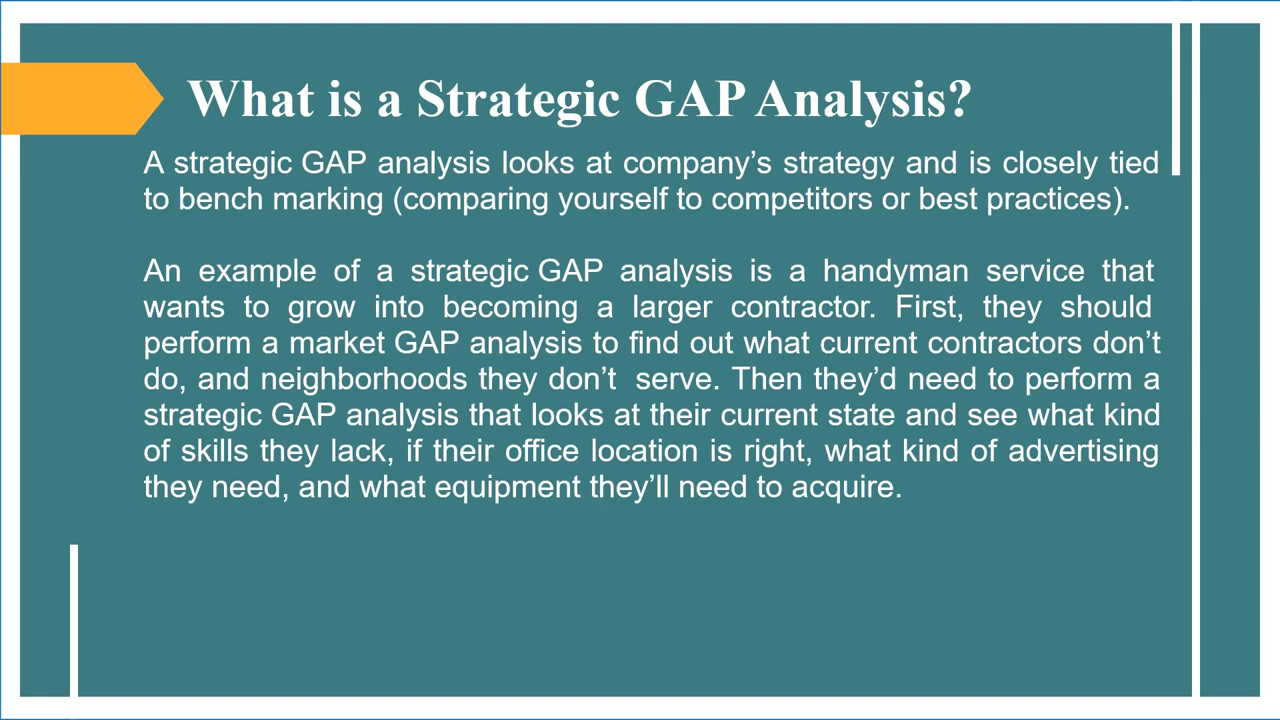 What is a Strategic GAP Analysis?
A strategic GAP analysis looks at company’s strategy and is closely tied
to bench marking (comparing yourself to competitors or best practices).
An example of a strategic GAP analysis is a handyman service that
wants to grow into becoming a larger contractor. First, they should
perform a market GAP analysis to find out what current contractors don’t
do, and neighborhoods they don’t serve. Then they’d need to perform a
strategic GAP analysis that looks at their current state and see what kind
of skills they lack, if their office location is right, what kind of advertising
they need, and what equipment they’ll need to acquire.